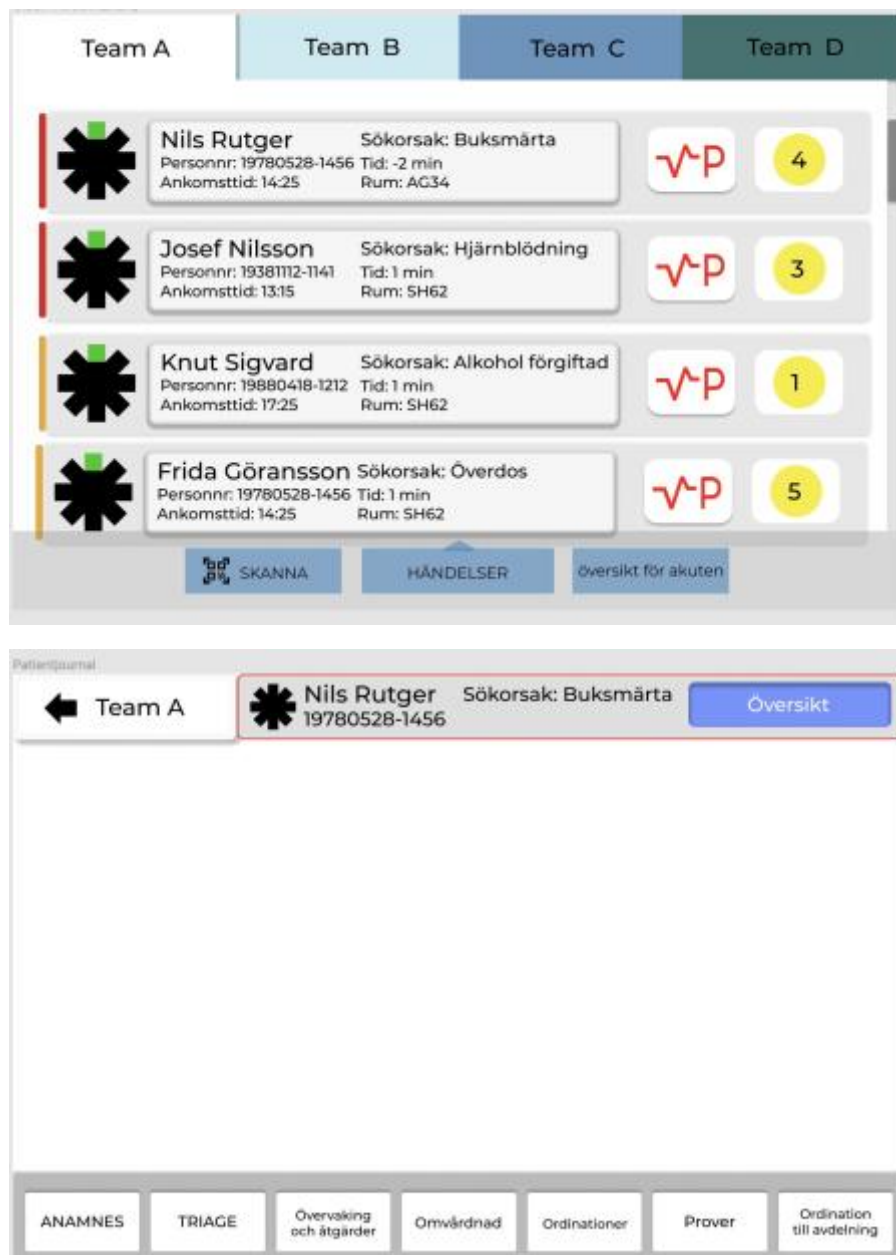 Team A
Team B
Team C
Team D
Nils Rutger
Sökorsak: Buksmärta
Personnr: 19780528-1456 Tid: -2 min
Ankomsttid: 14:25
Rum: AG34
P
4
Josef Nilsson
Sökorsak: Hjärnblödning
Personnr: 19381112-1141
Tid: 1 min
Ankomsttid: 13:15
Rum: SH62
P
3
Knut Sigvard
Sökorsak: Alkohol förgiftad
Personnr: 19880418-1212
Tid: 1 min
Ankomsttid: 17:25
Rum: SH62
P
1
Frida Göransson
Sökorsak: Överdos
Personnr: 19780528-1456
Tid: 1 min
Ankomsttid: 14:25
Rum: SH62
P
5
SKANNA
HÄNDELSER
översikt för akuten
Patientjournal
Team A
Nils Rutger
19780528-1456
Sökorsak: Buksmärta
Översikt
ANAMNES
TRIAGE
Övervaking
och åtgärder
Omvårdnad
Ordinationer
Prover
Ordination
till avdelning